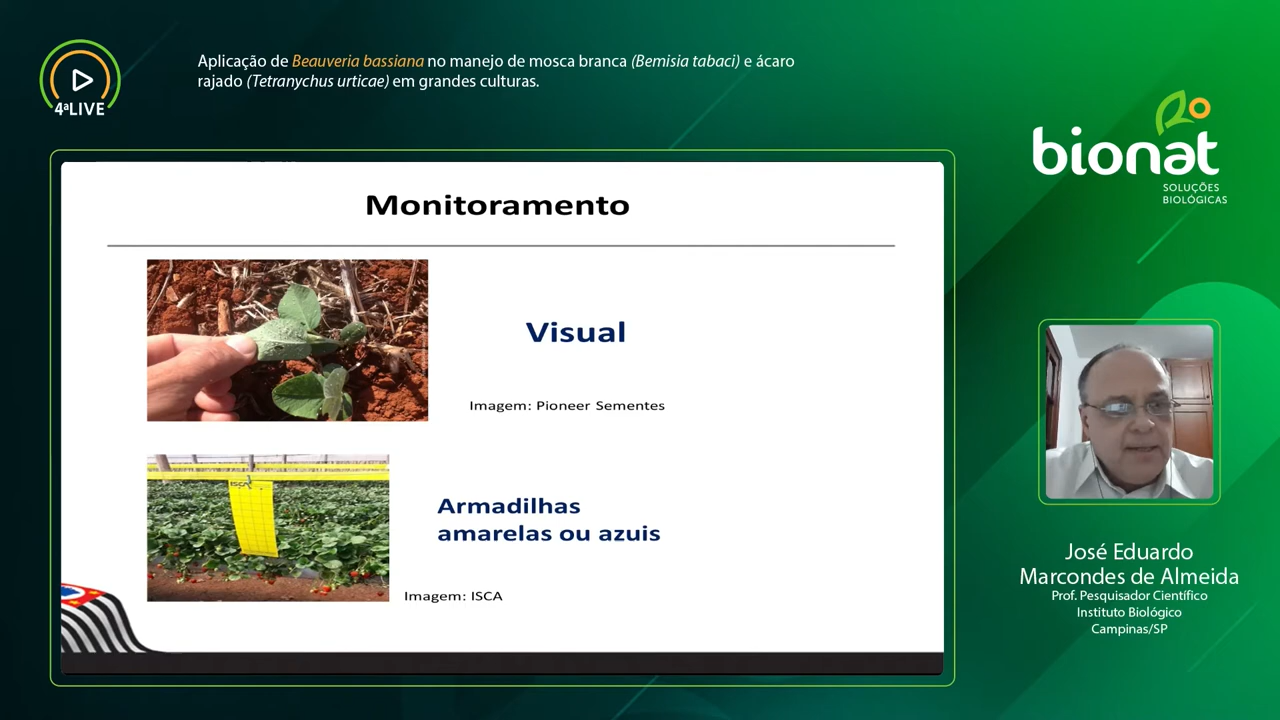 4ªLIVE
Aplicação de Beauveria bassiana no manejo de mosca branca (Bemisia tabaci) e ácaro
rajado (Tetranychus urticae) em grandes culturas.
bionat
SOLUÇÕES
BIOLÓGICAS
Monitoramento
Visual
Imagem: Pioneer Sementes
ISCA
Armadilhas
amarelas ou azuis
Imagem: ISCA
José Eduardo
Marcondes de Almeida
Prof. Pesquisador Científico
Instituto Biológico
Campinas/SP